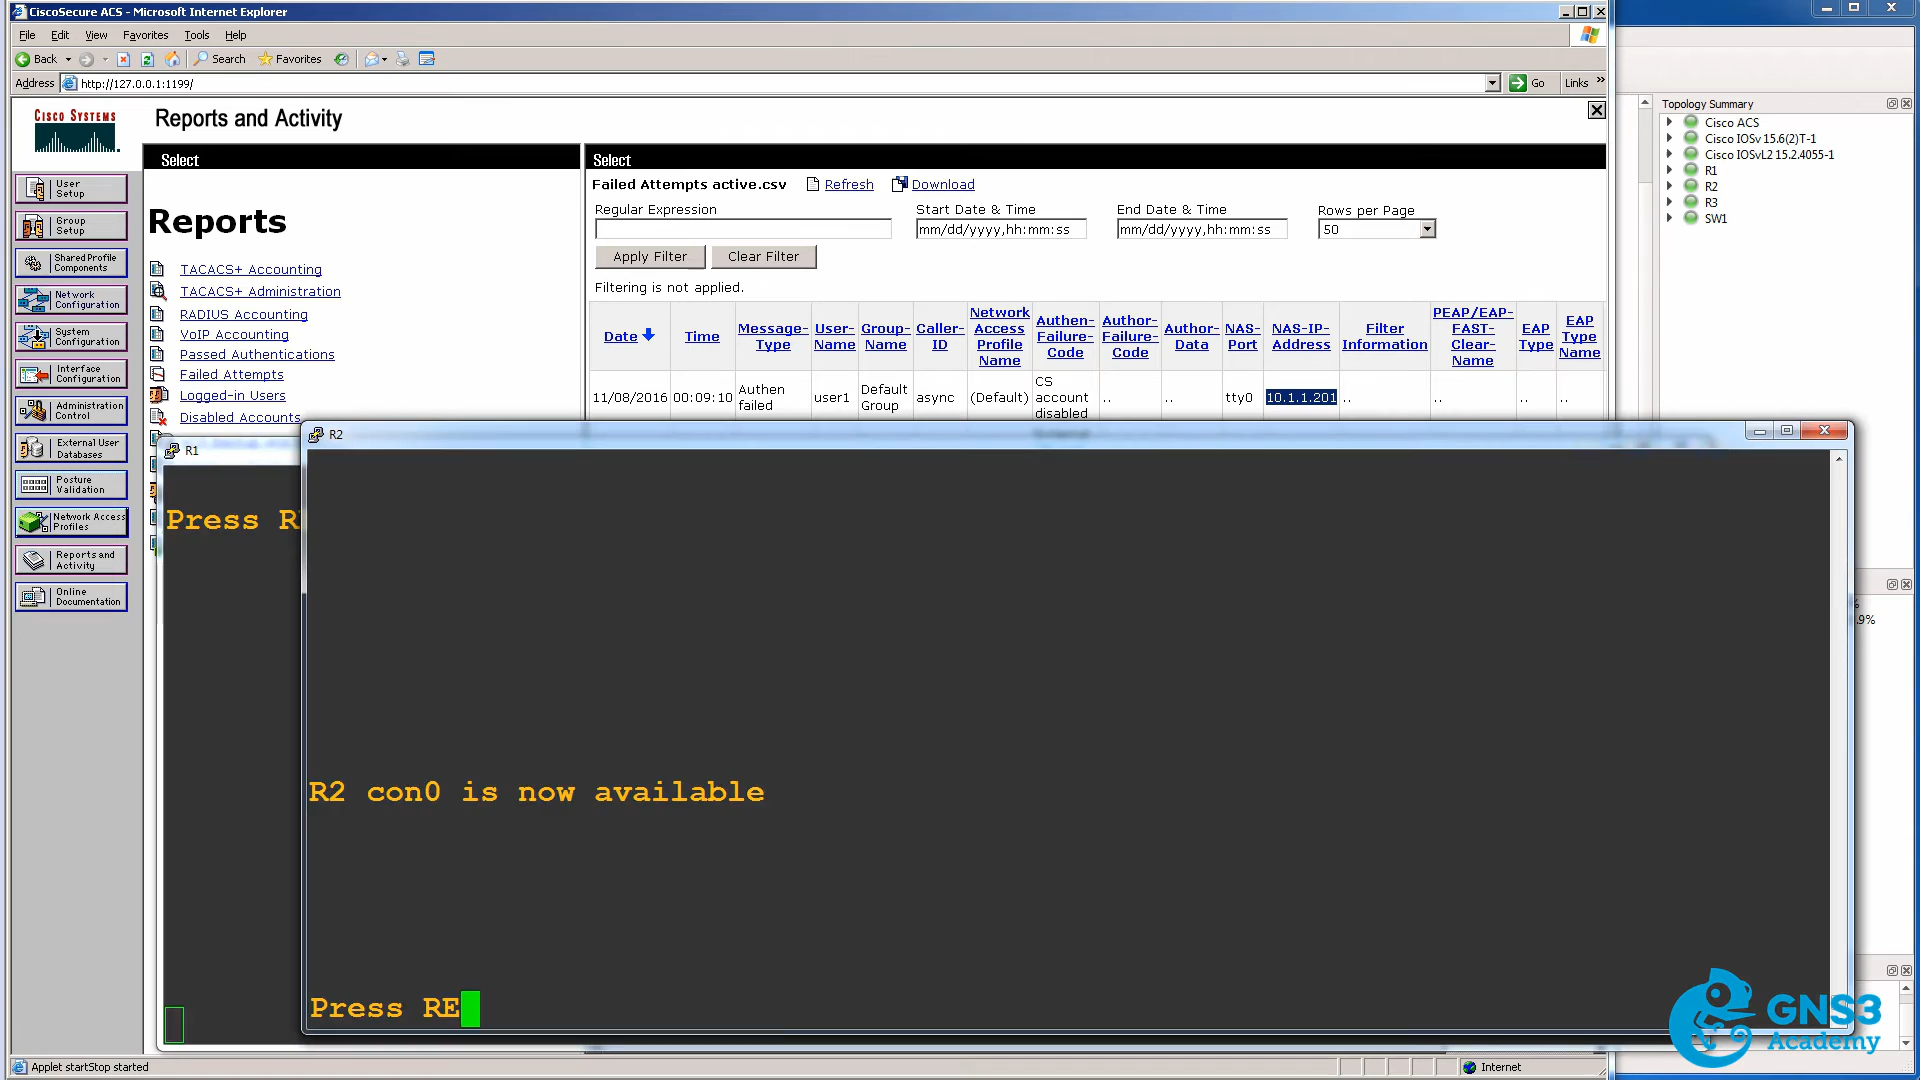 CiscoSecure ACS - Microsoft Internet Explorer
File Edit View Favorites Tools Help
Back Search Favorites
Address http://127.0.0.1:1199/ Go Links »
Cisco Systems
Reports and Activity
Select
User Setup
Group Setup
Shared Profile Components
Network Configuration
System Configuration
Interface Configuration
Administration Control
External User Databases
Posture Validation
Network Access Profiles
Reports and Activity
Online Documentation
Reports
TACACS+ Accounting
TACACS+ Administration
RADIUS Accounting
VoIP Accounting
Passed Authentications
Failed Attempts
Logged-in Users
Disabled Accounts
Select
Failed Attempts active.csv Refresh Download
Regular Expression Start Date & Time End Date & Time Rows per Page
mm/dd/yyyy,hh:mm:ss mm/dd/yyyy,hh:mm:ss 50
Apply Filter Clear Filter
Filtering is not applied.
Date Time Message-Type User-Name Group-Name Caller-ID Network Access Profile Name Authen-Failure-Code Author-Failure-Code Author-Data NAS-Port NAS-IP-Address Filter Information PEAP/EAP-FAST-Clear-Name EAP Type EAP Type Name
11/08/2016 00:09:10 Authen failed user1 Default Group async (Default) CS account disabled .. .. tty0 10.1.1.201 .. .. .. ..
R1
Press R
R2
R2 con0 is now available
Press RE
Topology Summary
Cisco ACS
Cisco IOSv 15.6(2)T-1
Cisco IOSvL2 15.2.4055-1
R1
R2
R3
SW1
%
.9%
GNS3
Academy
Applet startStop started
Internet